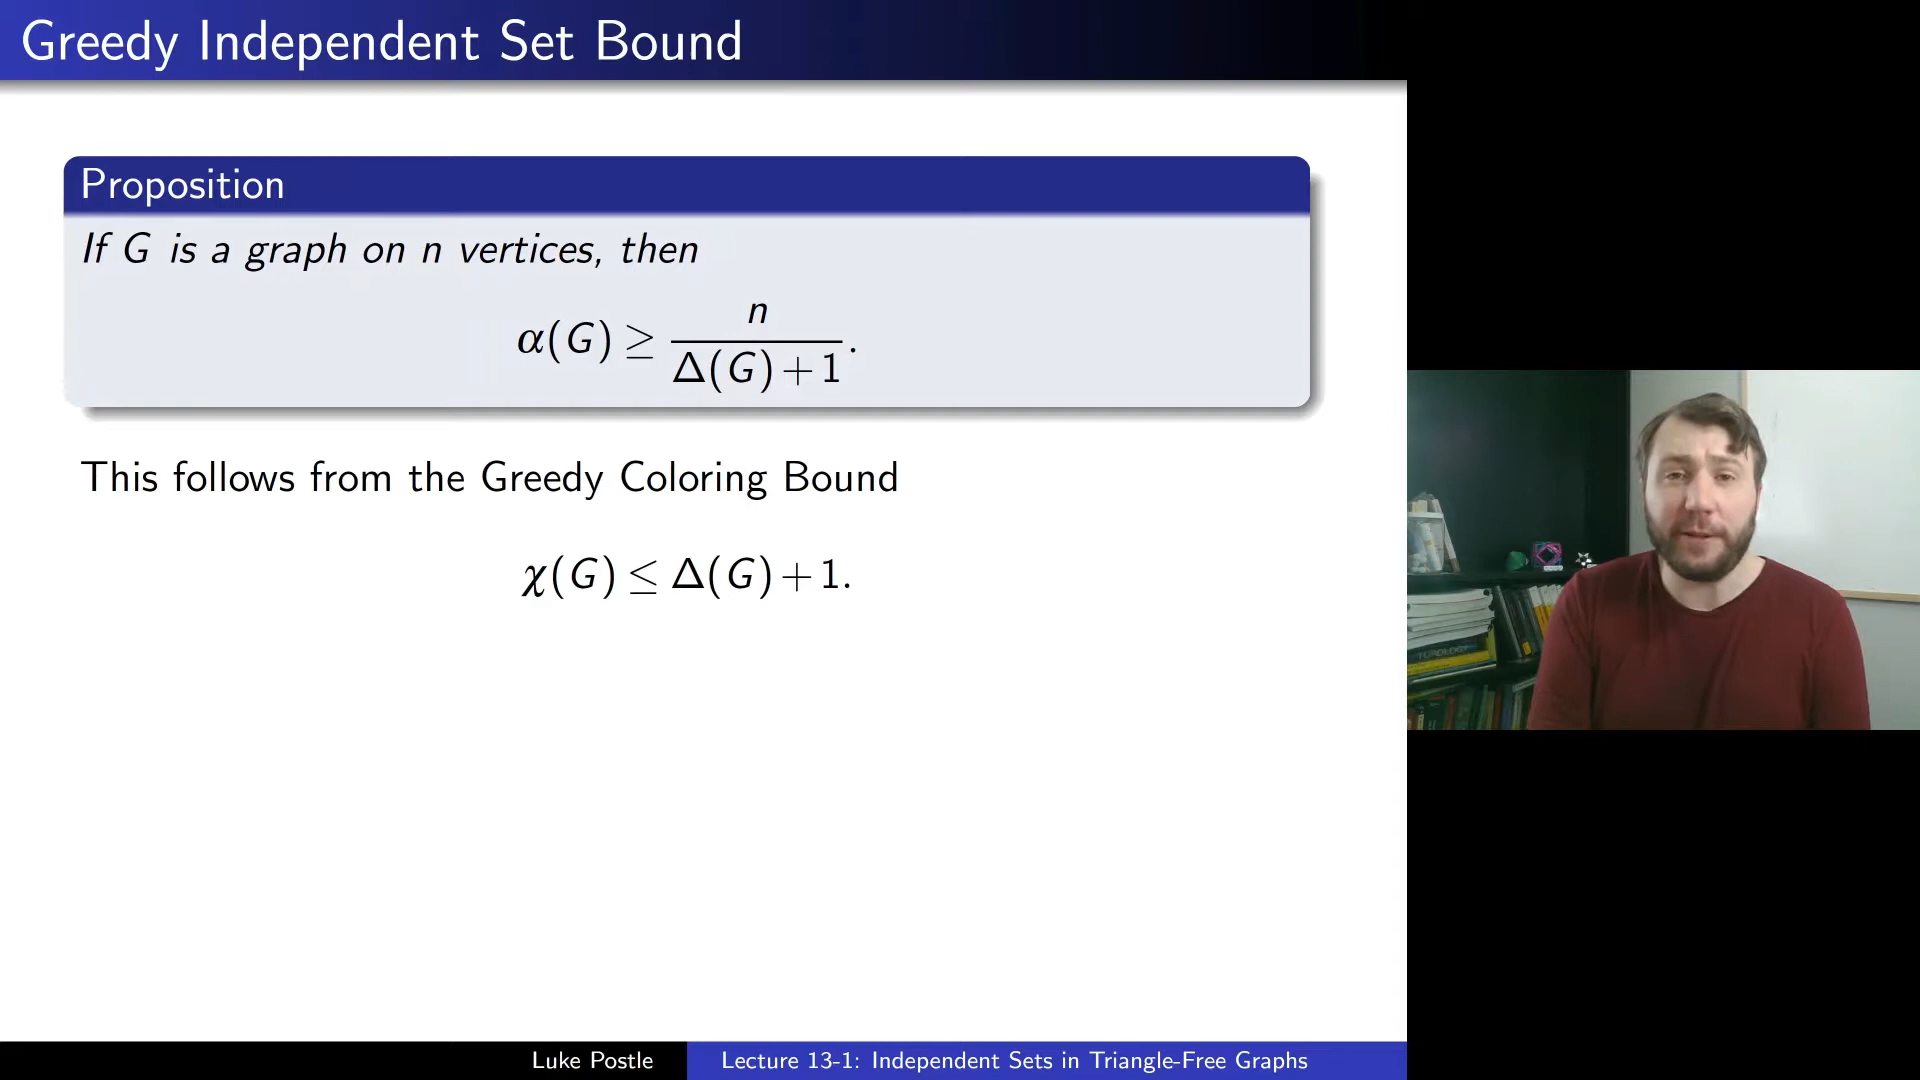 Greedy Independent Set Bound
Proposition
If G is a graph on n vertices, then
α(G) ≥ n / (Δ(G)+1).
This follows from the Greedy Coloring Bound
χ(G) ≤ Δ(G)+1.
TOPOLOGY
Luke Postle
Lecture 13-1: Independent Sets in Triangle-Free Graphs